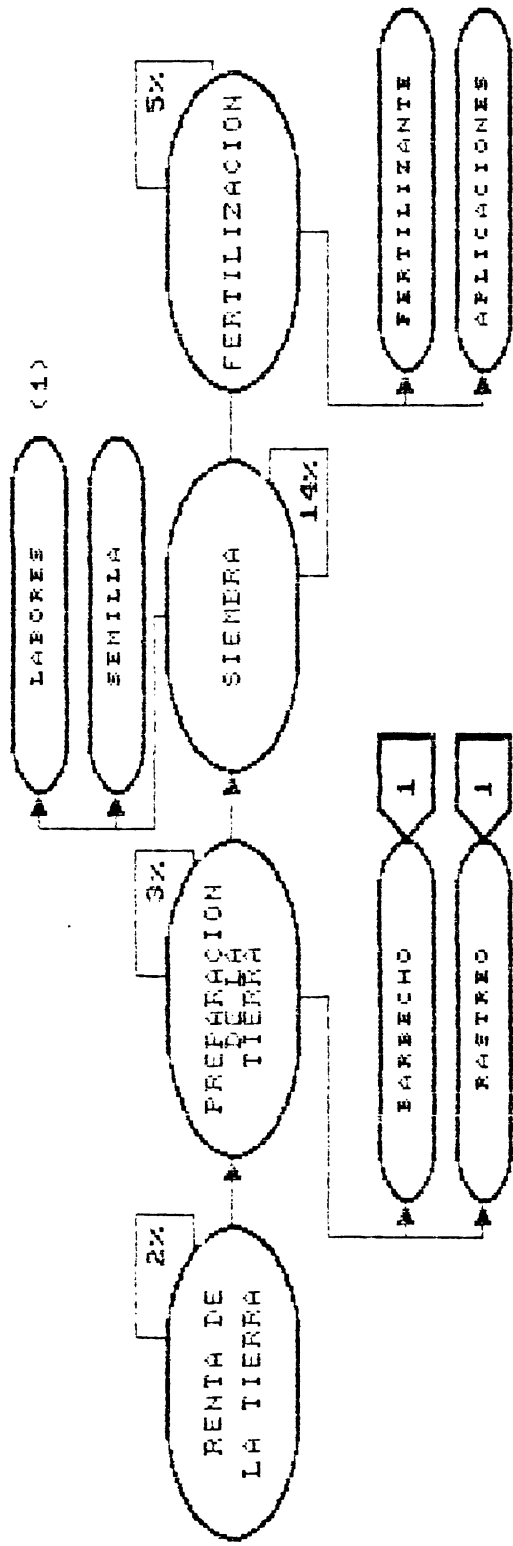 RENTA DE
LA TIERRA
2%
PREPARACION
DE LA
TIERRA
3%
BARBECHO
1
RASTREO
1
LABORES
(1)
SEMILLA
SIEMBRA
14%
FERTILIZACION
5%
FERTILIZANTE
APLICACIONES